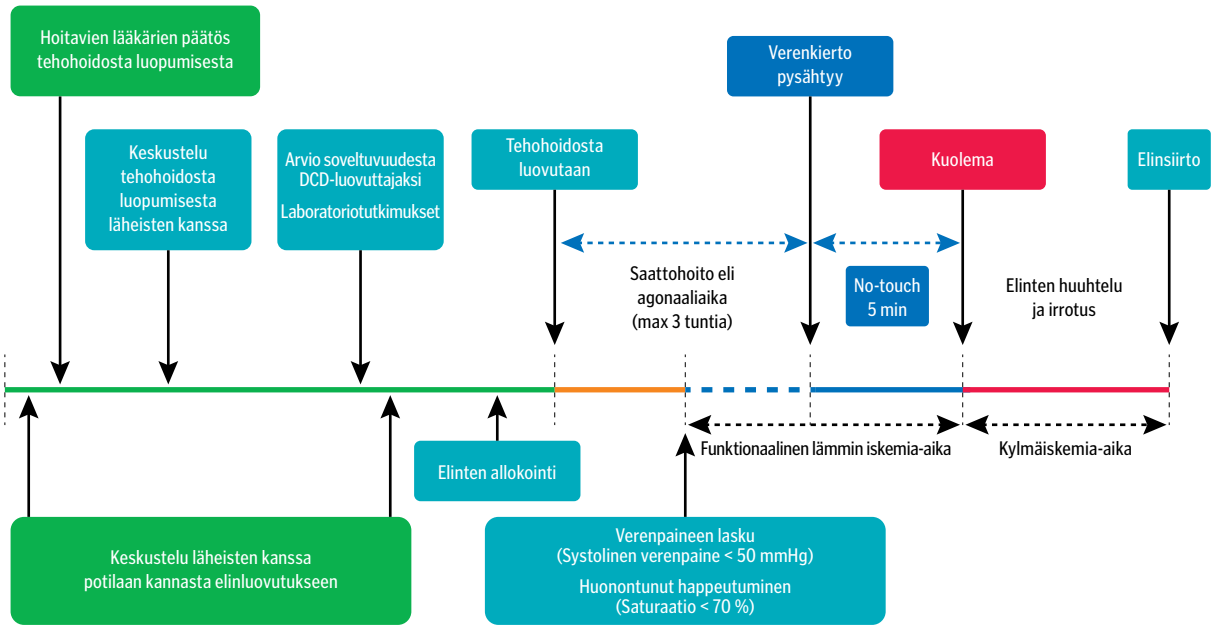 Hoitavien lääkärien päätös
tehohoidosta luopumisesta
Verenkierto
pysähtyy
Keskustelu
tehohoidosta
luopumisesta
läheisten kanssa
Arvio soveltuvuudesta
DCD-luovuttajaksi
Laboratoriotutkimukset
Tehohoidosta
luovutaan
Kuolema
Elinsiirto
Saattohoito eli
agonaaliaika
(max 3 tuntia)
No-touch
5 min
Elinten huuhtelu
ja irrotus
Funktionaalinen lämmin iskemia-aika
Kylmäiskemia-aika
Elinten allokointi
Keskustelu läheisten kanssa
potilaan kannasta elinluovutukseen
Verenpaineen lasku
(Systolinen verenpaine < 50 mmHg)
Huonontunut happeutuminen
(Saturaatio < 70 %)